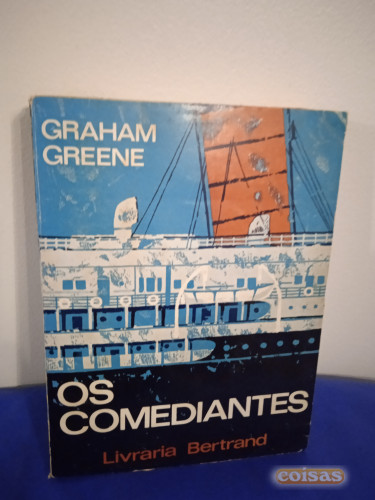 GRAHAM
GREENE
OS
COMEDIANTES
Livraria Bertrand
coisas